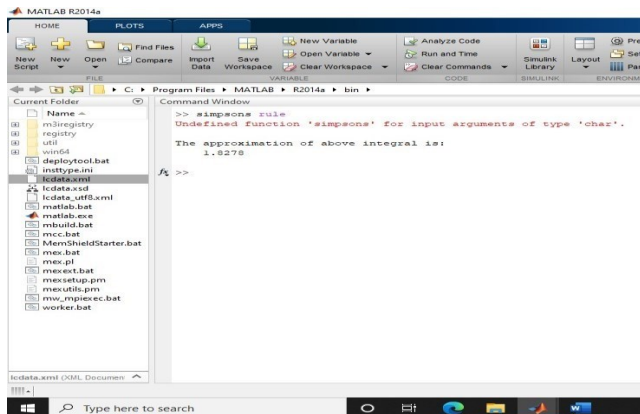 MATLAB R2014a
HOME PLOTS APPS
New Script
New
Open
Find Files
Compare
FILE
Import Data
Save Workspace
New Variable
Open Variable
Clear Workspace
VARIABLE
Analyze Code
Run and Time
Clear Commands
CODE
Simulink Library
SIMULINK
Layout
Pre
Set
Par
ENVIRONM
C: Program Files MATLAB R2014a bin
Current Folder
Name
m3iregistry
registry
util
win64
deploytool.bat
insttype.ini
lcdata.xml
lcdata.xsd
lcdata_utf8.xml
matlab.bat
matlab.exe
mbuild.bat
mcc.bat
MemShieldStarter.bat
mex.bat
mex.pl
mexext.bat
mexsetup.pm
mexutils.pm
mw_mpiexec.bat
worker.bat
lcdata.xml (XML Documen
Command Window
>> simpsons rule
Undefined function 'simpsons' for input arguments of type 'char'.
The approximation of above integral is:
1.8278
fx >>
Type here to search